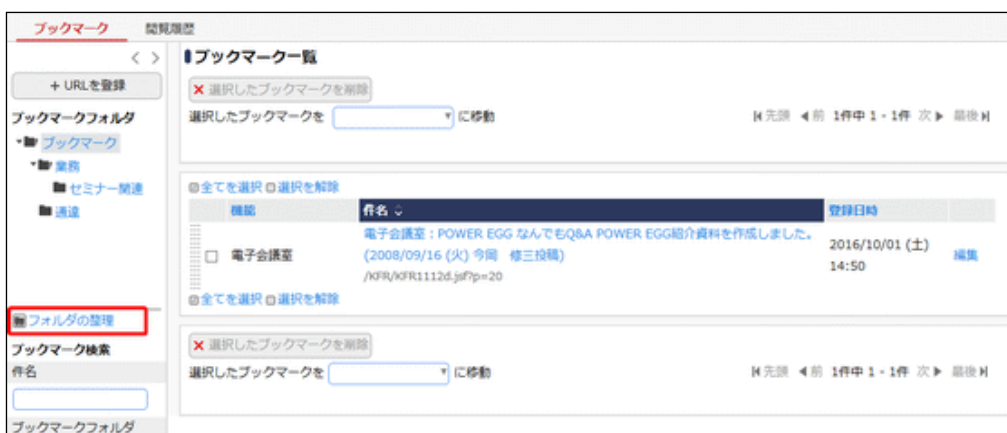 ブックマーク 閲覧履歴
+ URLを登録
ブックマークフォルダ
ブックマーク
業務
セミナー関連
通達
フォルダの整理
ブックマーク検索
件名
ブックマークフォルダ
ブックマーク一覧
選択したブックマークを削除
選択したブックマークを に移動 先頭 前 1件中 1 - 1件 次 最後
全てを選択 選択を解除
機能 件名 登録日時
電子会議室
電子会議室:POWER EGG なんでもQ&A POWER EGG紹介資料を作成しました。
(2008/09/16 (火) 今岡 修三投稿)
/KFR/KFR1112d.jsf?p=20
2016/10/01 (土)
14:50
編集
全てを選択 選択を解除
選択したブックマークを削除
選択したブックマークを に移動 先頭 前 1件中 1 - 1件 次 最後